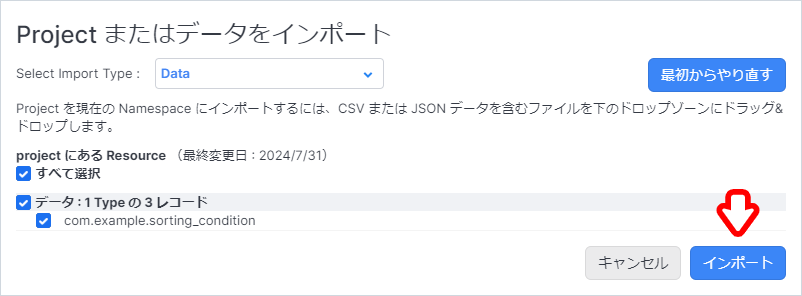 Project またはデータをインポート
Select Import Type : Data 最初からやり直す
Project を現在の Namespace にインポートするには、CSV または JSON データを含むファイルを下のドロップゾーンにドラッグ&
ドロップします。
project にある Resource （最終変更日 : 2024/7/31）
すべて選択
データ : 1 Type の 3 レコード
com.example.sorting_condition
キャンセル インポート